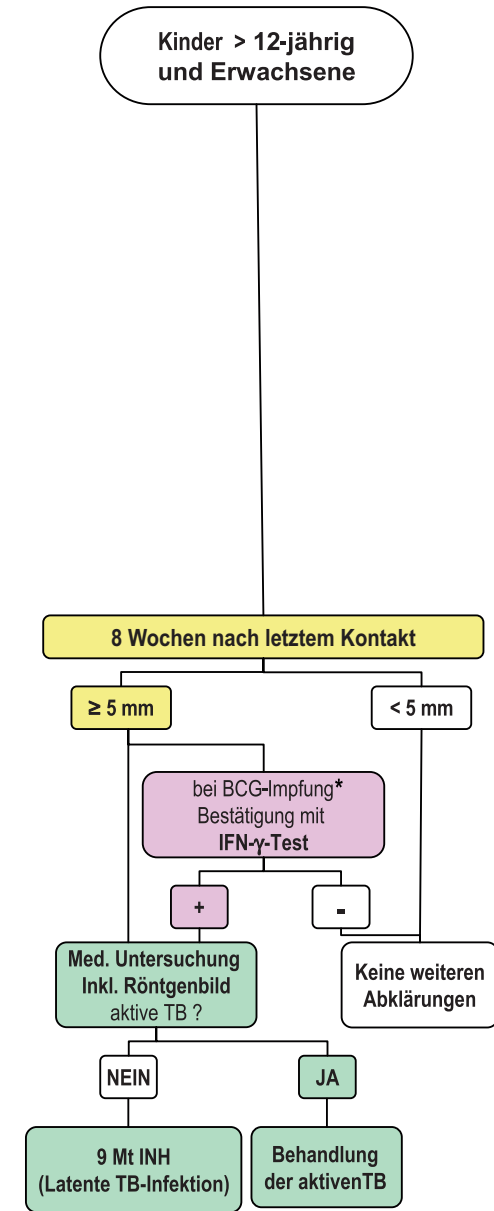 Kinder > 12-jährig
und Erwachsene
8 Wochen nach letztem Kontakt
≥ 5 mm
< 5 mm
bei BCG-Impfung*
Bestätigung mit
IFN-γ-Test
+
-
Med. Untersuchung
Inkl. Röntgenbild
aktive TB ?
Keine weiteren
Abklärungen
NEIN
JA
9 Mt INH
(Latente TB-Infektion)
Behandlung
der aktivenTB